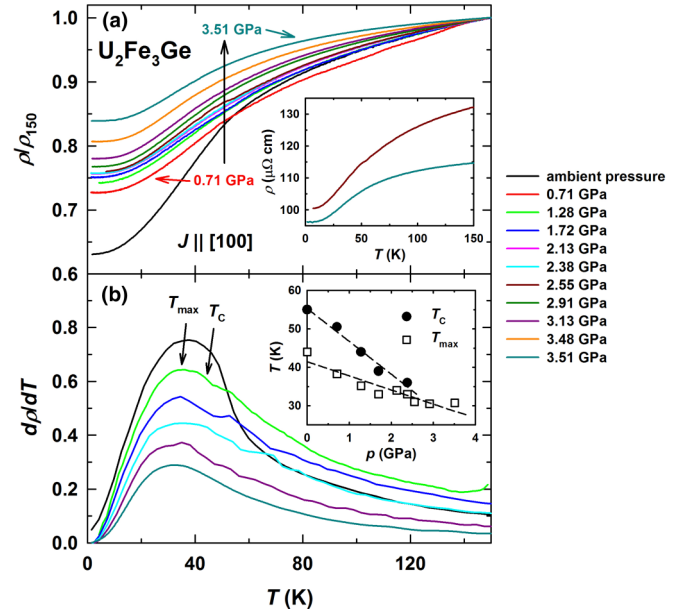 (a)
U₂Fe₃Ge
3.51 GPa
0.71 GPa
J || [100]
ρ/ρ₁₅₀
1.0
0.9
0.8
0.7
0.6
130
120
110
100
ρ (μΩ cm)
0 50 100 150
T (K)
ambient pressure
0.71 GPa
1.28 GPa
1.72 GPa
2.13 GPa
2.38 GPa
2.55 GPa
2.91 GPa
3.13 GPa
3.48 GPa
3.51 GPa
(b)
Tmax
TC
dρ/dT
0.8
0.6
0.4
0.2
0.0
60
50
40
30
T (K)
TC
Tmax
0 1 2 3 4
p (GPa)
0 40 80 120
T (K)